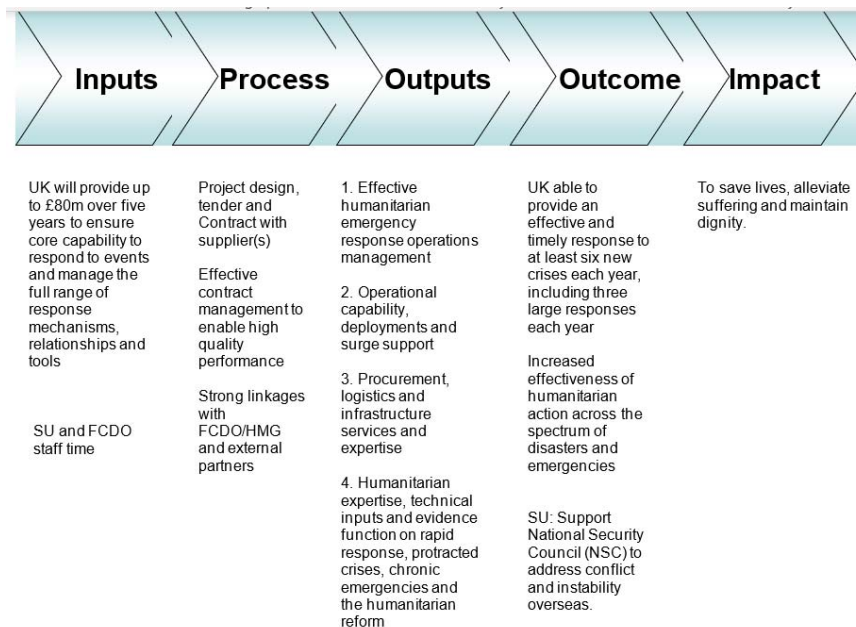 Inputs
Process
Outputs
Outcome
Impact
UK will provide up
to £80m over five
years to ensure
core capability to
respond to events
and manage the
full range of
response
mechanisms,
relationships and
tools
SU and FCDO
staff time
Project design,
tender and
Contract with
supplier(s)
Effective
contract
management to
enable high
quality
performance
Strong linkages
with
FCDO/HMG
and external
partners
1. Effective
humanitarian
emergency
response operations
management
2. Operational
capability,
deployments and
surge support
3. Procurement,
logistics and
infrastructure
services and
expertise
4. Humanitarian
expertise, technical
inputs and evidence
function on rapid
response, protracted
crises, chronic
emergencies and
the humanitarian
reform
UK able to
provide an
effective and
timely response to
at least six new
crises each year,
including three
large responses
each year
Increased
effectiveness of
humanitarian
action across the
spectrum of
disasters and
emergencies
SU: Support
National Security
Council (NSC) to
address conflict
and instability
overseas.
To save lives, alleviate
suffering and maintain
dignity.